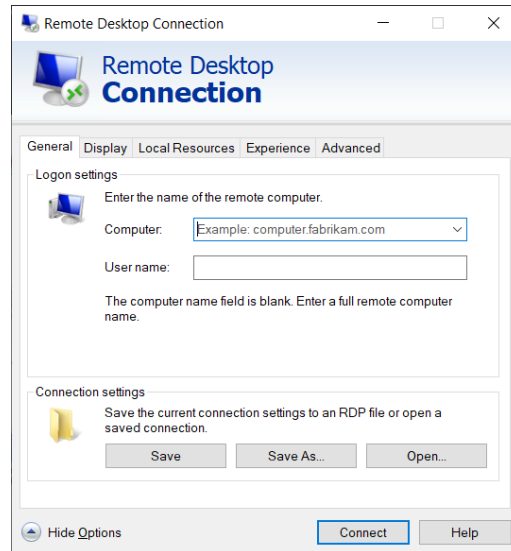 Remote Desktop Connection
Remote Desktop
Connection
General Display Local Resources Experience Advanced
Logon settings
Enter the name of the remote computer.
Computer: Example: computer.fabrikam.com
User name:
The computer name field is blank. Enter a full remote computer
name.
Connection settings
Save the current connection settings to an RDP file or open a
saved connection.
Save Save As... Open...
Hide Options Connect Help